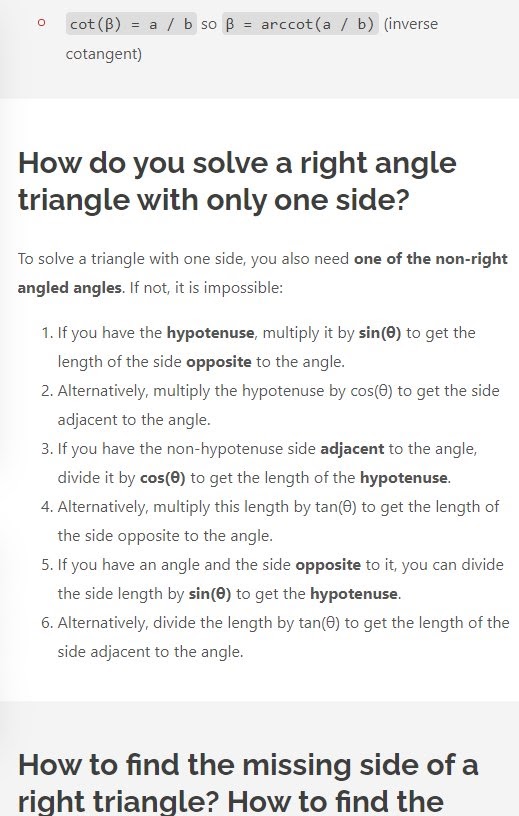 cot(β) = a / b so β = arccot(a / b) (inverse
cotangent)
How do you solve a right angle
triangle with only one side?
To solve a triangle with one side, you also need one of the non-right
angled angles. If not, it is impossible:
1. If you have the hypotenuse, multiply it by sin(θ) to get the
length of the side opposite to the angle.
2. Alternatively, multiply the hypotenuse by cos(θ) to get the side
adjacent to the angle.
3. If you have the non-hypotenuse side adjacent to the angle,
divide it by cos(θ) to get the length of the hypotenuse.
4. Alternatively, multiply this length by tan(θ) to get the length of
the side opposite to the angle.
5. If you have an angle and the side opposite to it, you can divide
the side length by sin(θ) to get the hypotenuse.
6. Alternatively, divide the length by tan(θ) to get the length of the
side adjacent to the angle.
How to find the missing side of a
right triangle? How to find the